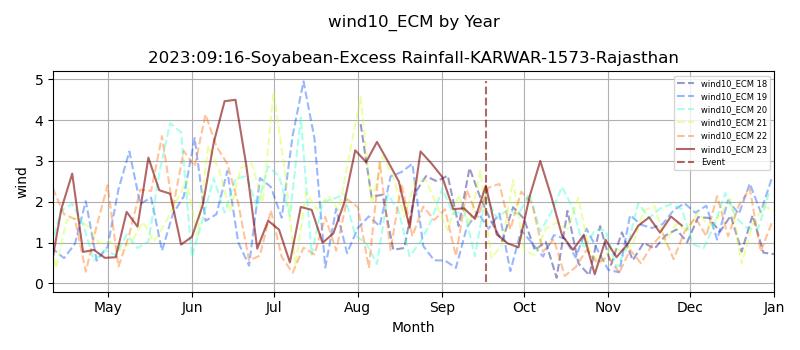 wind10_ECM by Year
2023:09:16-Soyabean-Excess Rainfall-KARWAR-1573-Rajasthan
wind10_ECM 18
wind10_ECM 19
wind10_ECM 20
wind10_ECM 21
wind10_ECM 22
wind10_ECM 23
Event
5
4
3
2
1
0
wind
May Jun Jul Aug Sep Oct Nov Dec Jan
Month